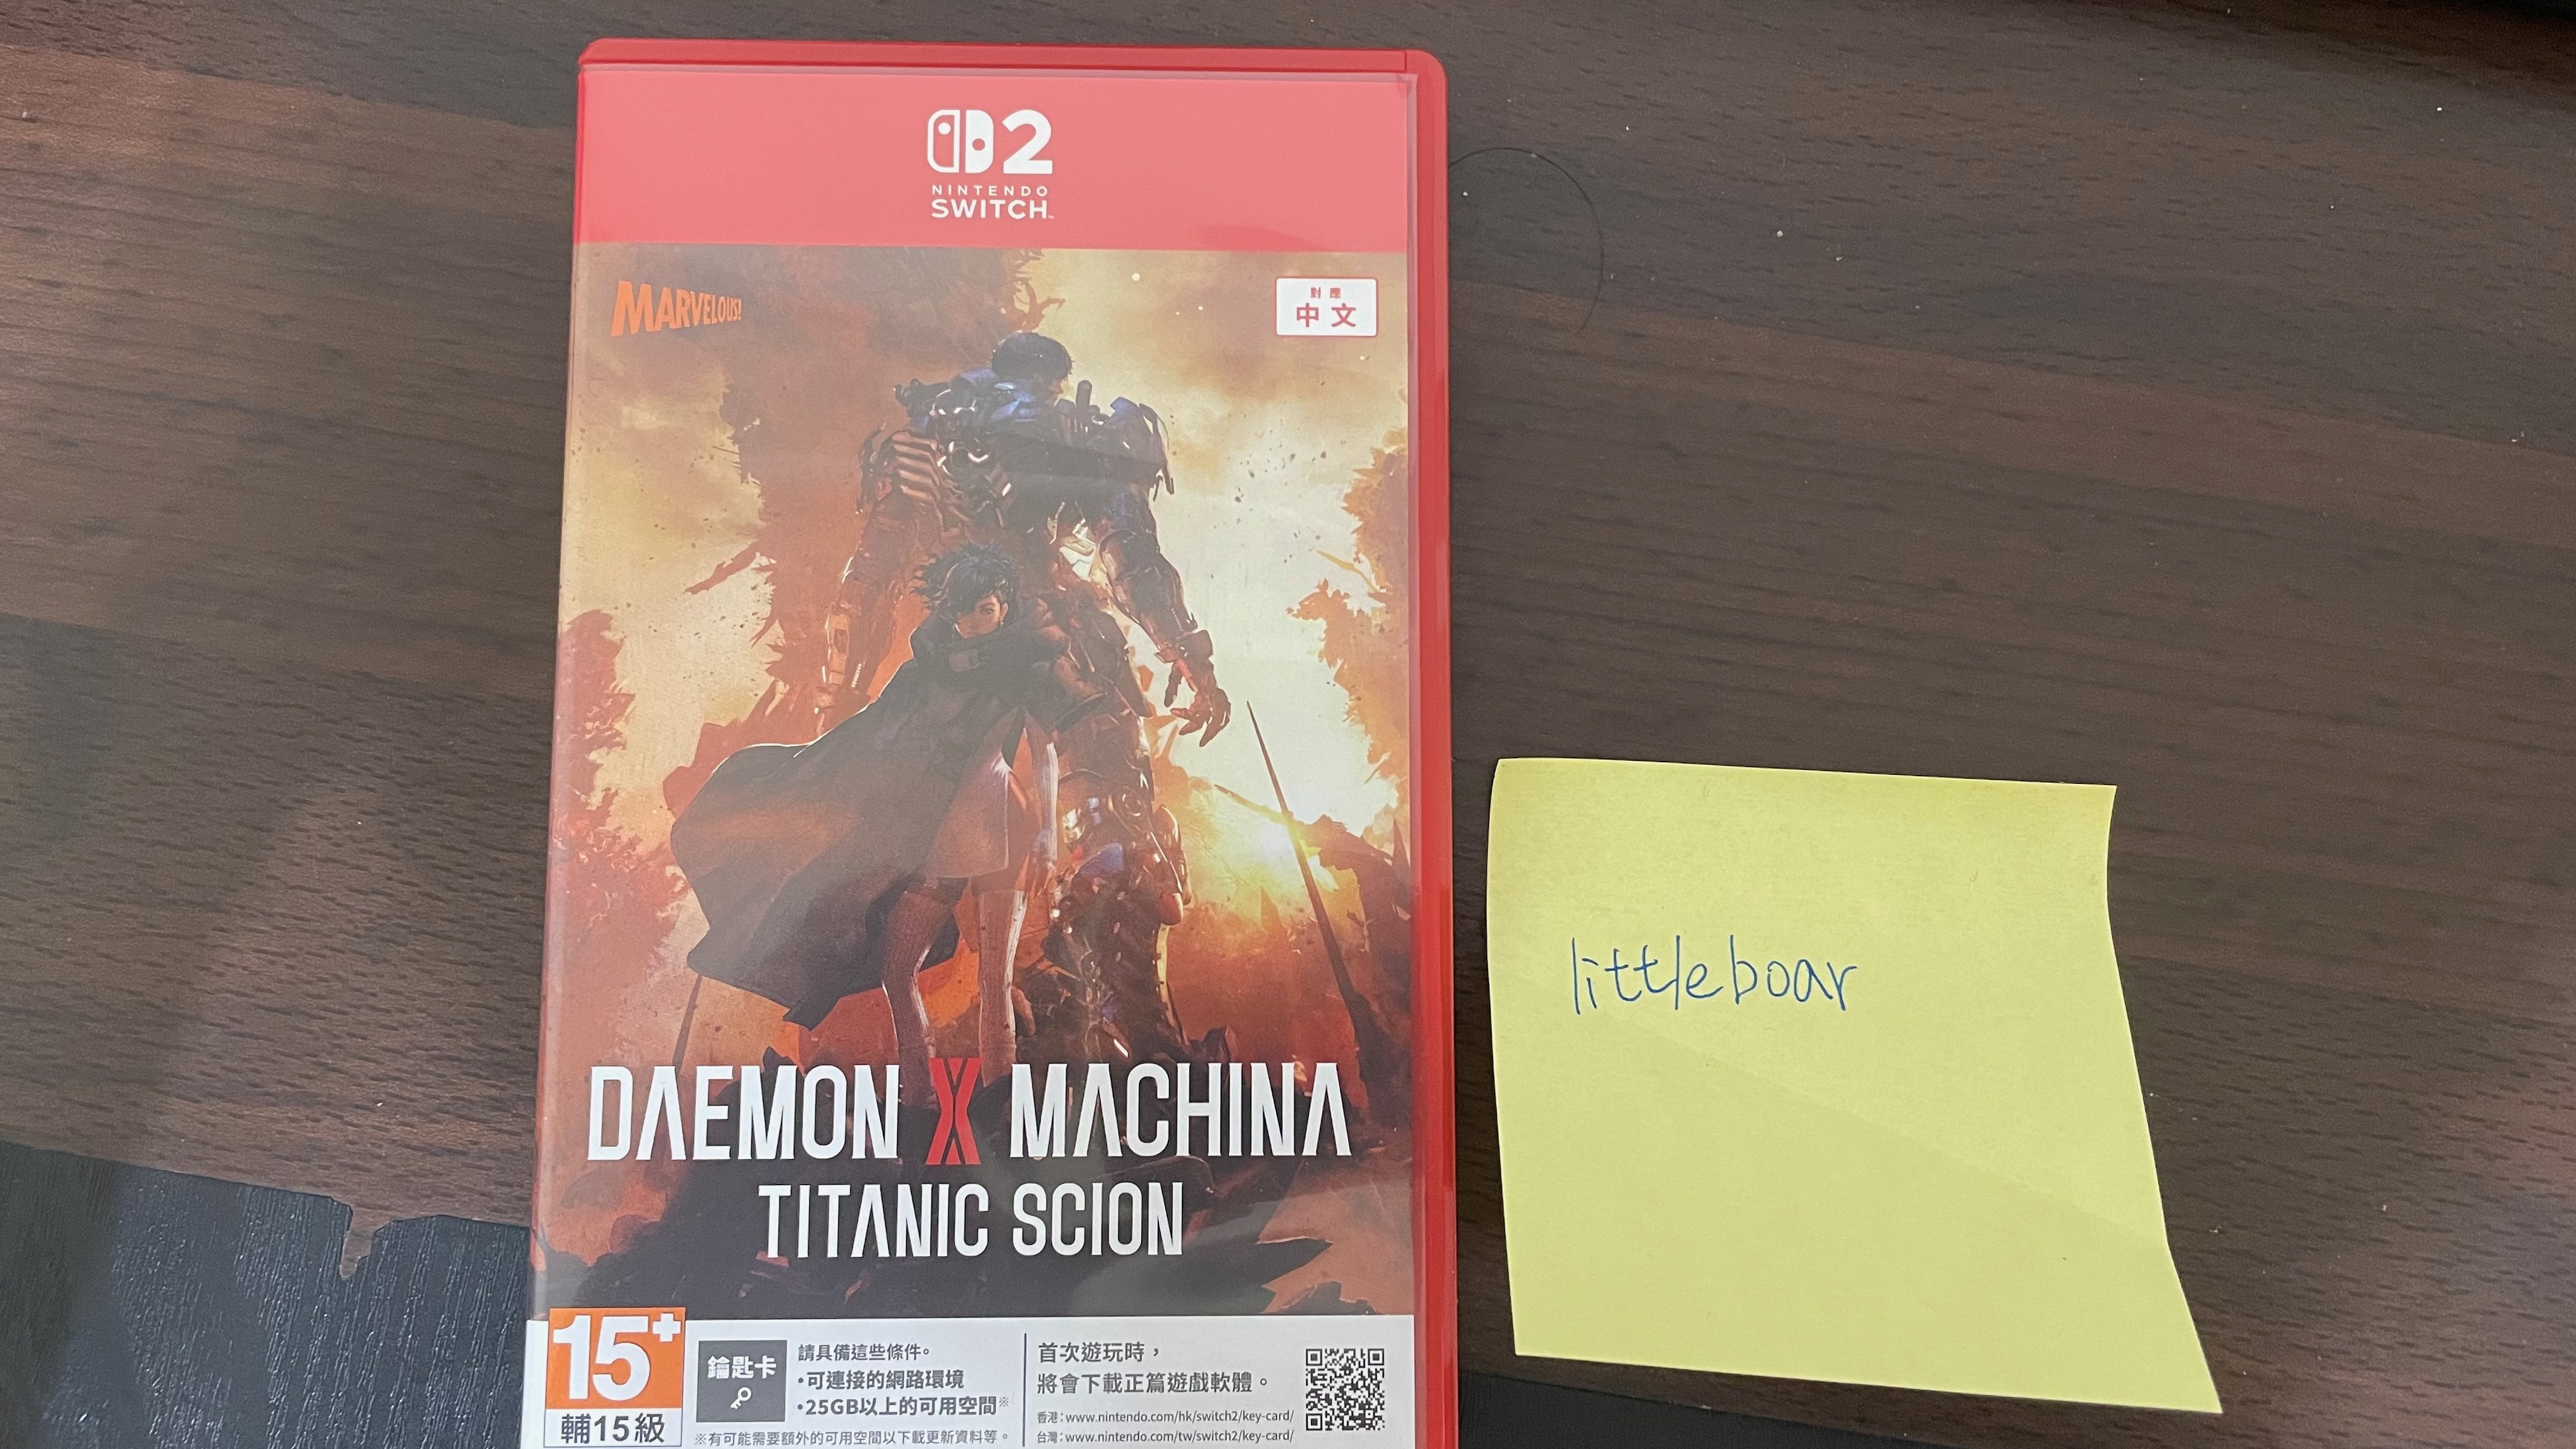 2
NINTENDO
SWITCH™
MARVELOUS!
對應
中文
DAEMON X MACHINA
TITANIC SCION
littleboar
15+
輔15級
鑰匙卡
請具備這些條件。
•可連接的網路環境
•25GB以上的可用空間※
※有可能需要額外的可用空間以下載更新資料等。
首次遊玩時，
將會下載正篇遊戲軟體。
香港：www.nintendo.com/hk/switch2/key-card/
台灣：www.nintendo.com/tw/switch2/key-card/